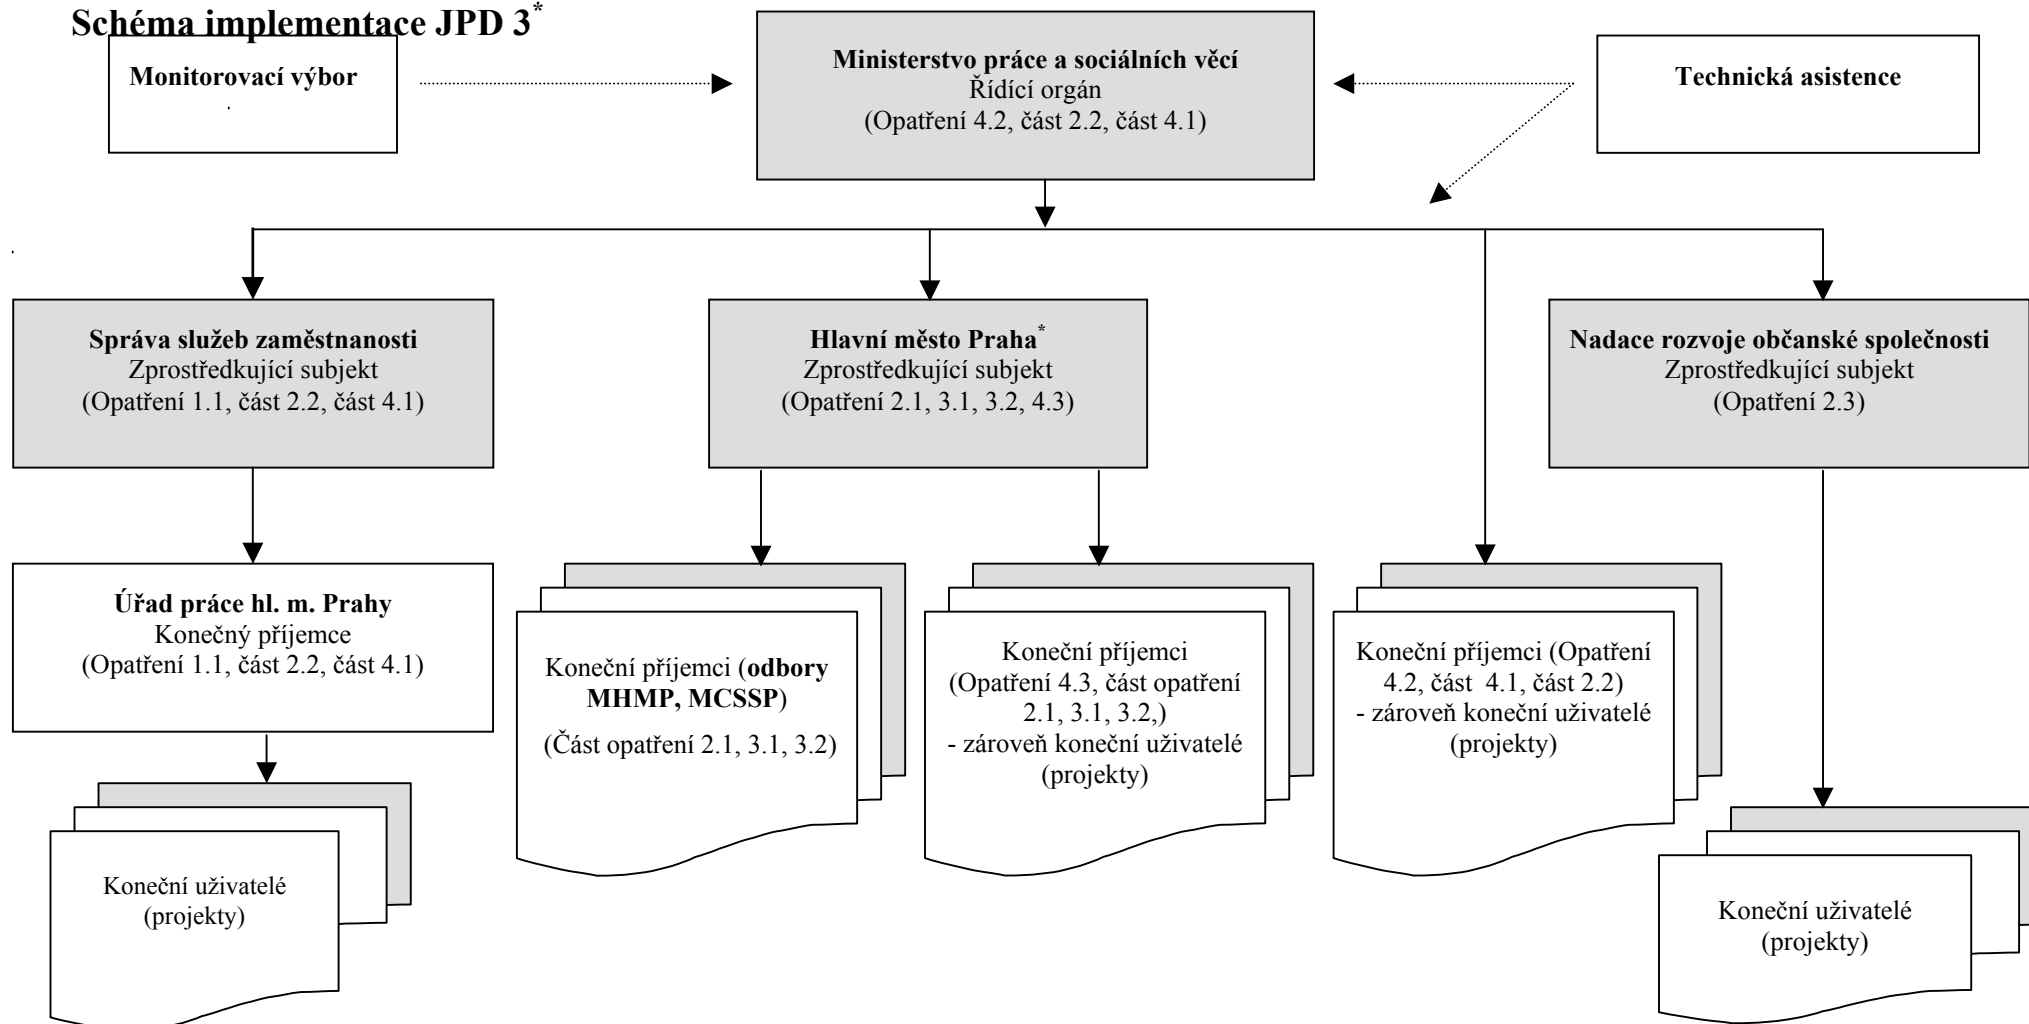 Schéma implementace JPD 3*
Monitorovací výbor
Ministerstvo práce a sociálních věcí
Řídící orgán
(Opatření 4.2, část 2.2, část 4.1)
Technická asistence
Správa služeb zaměstnanosti
Zprostředkující subjekt
(Opatření 1.1, část 2.2, část 4.1)
Hlavní město Praha*
Zprostředkující subjekt
(Opatření 2.1, 3.1, 3.2, 4.3)
Nadace rozvoje občanské společnosti
Zprostředkující subjekt
(Opatření 2.3)
Úřad práce hl. m. Prahy
Konečný příjemce
(Opatření 1.1, část 2.2, část 4.1)
Koneční příjemci (odbory
MHMP, MCSSP)
(Část opatření 2.1, 3.1, 3.2)
Koneční příjemci
(Opatření 4.3, část opatření
2.1, 3.1, 3.2,)
- zároveň koneční uživatelé
(projekty)
Koneční příjemci (Opatření
4.2, část 4.1, část 2.2)
- zároveň koneční uživatelé
(projekty)
Koneční uživatelé
(projekty)
Koneční uživatelé
(projekty)